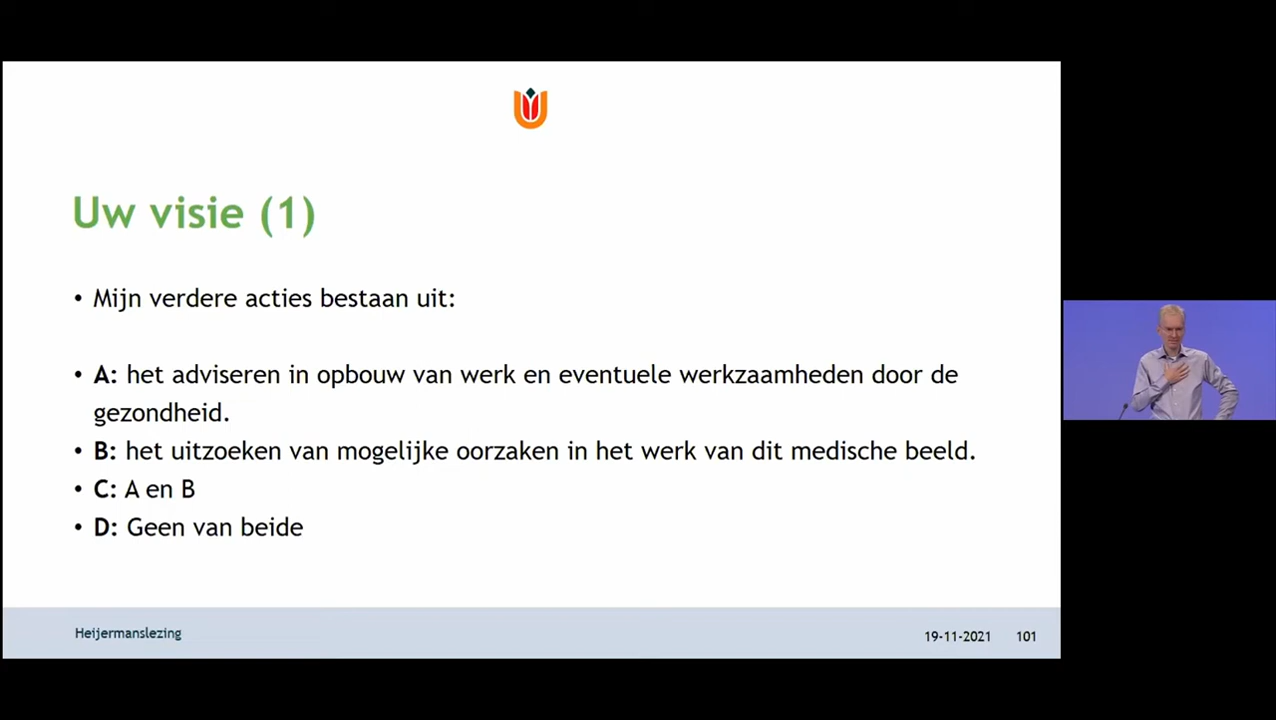 Uw visie (1)
• Mijn verdere acties bestaan uit:
• A: het adviseren in opbouw van werk en eventuele werkzaamheden door de
gezondheid.
• B: het uitzoeken van mogelijke oorzaken in het werk van dit medische beeld.
• C: A en B
• D: Geen van beide
Heijermanslezing
19-11-2021 101